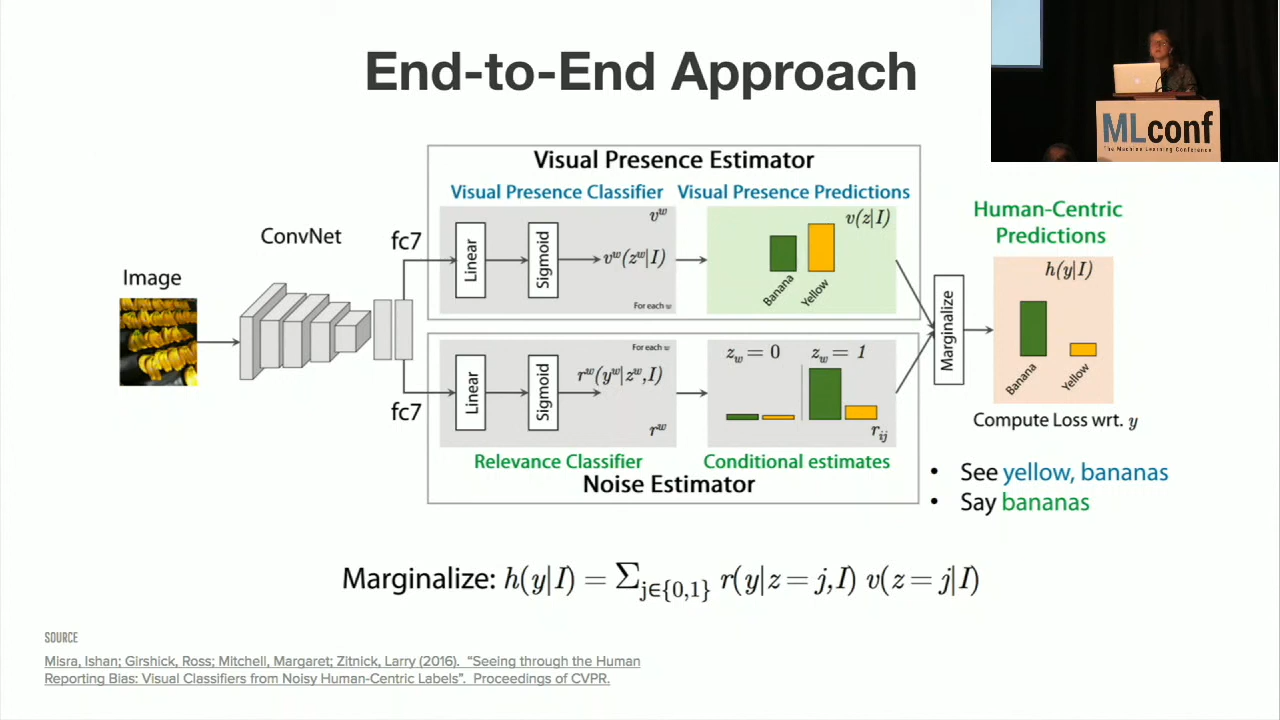 End-to-End Approach
MLconf
The Machine Learning Conference
Visual Presence Estimator
Visual Presence Classifier
Visual Presence Predictions
Human-Centric
Predictions
ConvNet
fc7
Image
Linear
Sigmoid
v^w
v^w(z^w|I)
For each w
v(z|I)
Banana
Yellow
Marginalize
h(y|I)
Banana
Yellow
Compute Loss wrt. y
fc7
Linear
Sigmoid
For each w
r^w(y^w|z^w,I)
r^w
z_w = 0
z_w = 1
r_ij
Relevance Classifier
Conditional estimates
Noise Estimator
• See yellow, bananas
• Say bananas
Marginalize: h(y|I) = ∑_{j∈{0,1}} r(y|z = j,I) v(z = j|I)
SOURCE
Misra, Ishan; Girshick, Ross; Mitchell, Margaret; Zitnick, Larry (2016). “Seeing through the Human
Reporting Bias: Visual Classifiers from Noisy Human-Centric Labels”. Proceedings of CVPR.